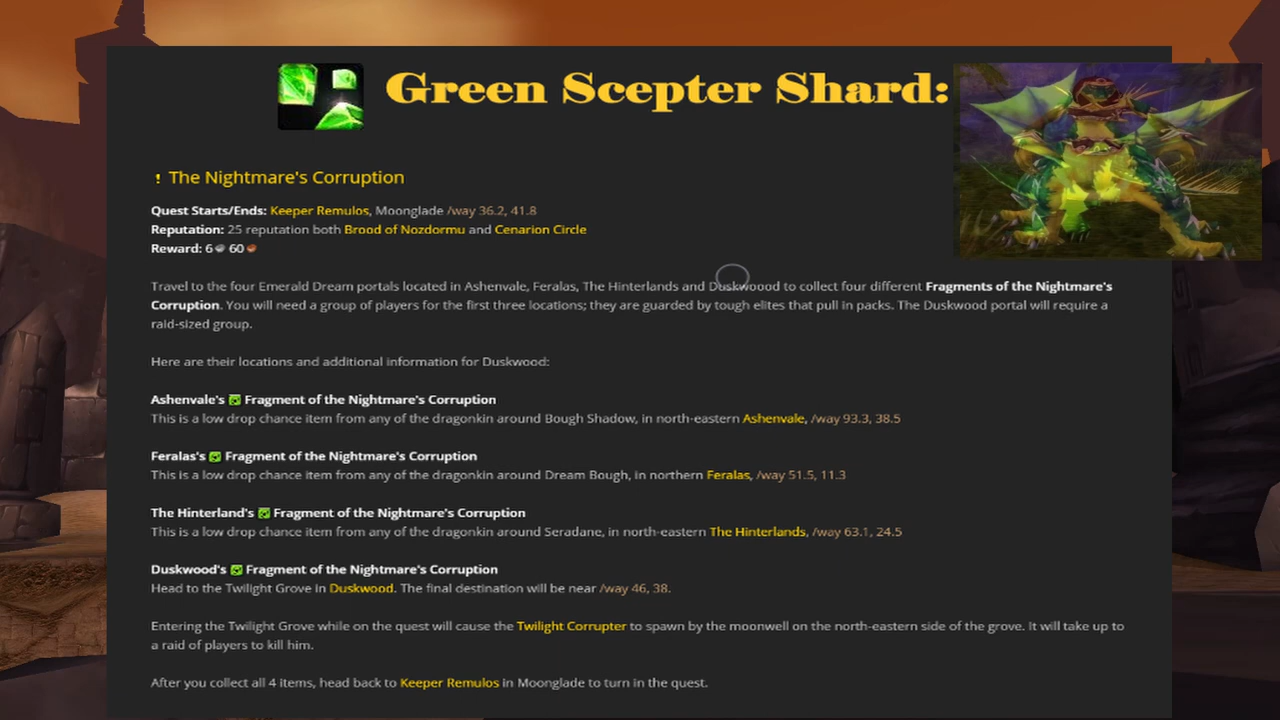 Green Scepter Shard:
! The Nightmare's Corruption
Quest Starts/Ends: Keeper Remulos, Moonglade /way 36.2, 41.8
Reputation: 25 reputation both Brood of Nozdormu and Cenarion Circle
Reward: 6 60
Travel to the four Emerald Dream portals located in Ashenvale, Feralas, The Hinterlands and Duskwoood to collect four different Fragments of the Nightmare's
Corruption. You will need a group of players for the first three locations; they are guarded by tough elites that pull in packs. The Duskwood portal will require a
raid-sized group.
Here are their locations and additional information for Duskwood:
Ashenvale's Fragment of the Nightmare's Corruption
This is a low drop chance item from any of the dragonkin around Bough Shadow, in north-eastern Ashenvale, /way 93.3, 38.5
Feralas's Fragment of the Nightmare's Corruption
This is a low drop chance item from any of the dragonkin around Dream Bough, in northern Feralas, /way 51.5, 11.3
The Hinterland's Fragment of the Nightmare's Corruption
This is a low drop chance item from any of the dragonkin around Seradane, in north-eastern The Hinterlands, /way 63.1, 24.5
Duskwood's Fragment of the Nightmare's Corruption
Head to the Twilight Grove in Duskwood. The final destination will be near /way 46, 38.
Entering the Twilight Grove while on the quest will cause the Twilight Corrupter to spawn by the moonwell on the north-eastern side of the grove. It will take up to
a raid of players to kill him.
After you collect all 4 items, head back to Keeper Remulos in Moonglade to turn in the quest.